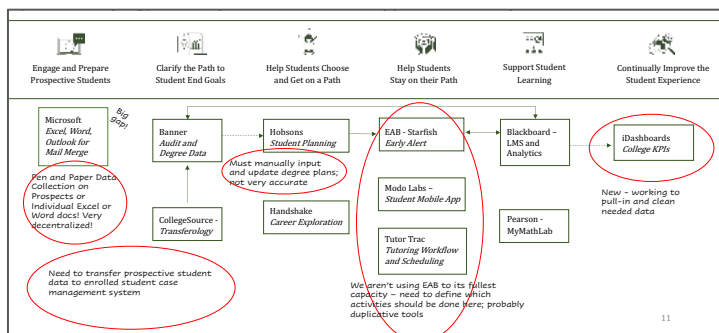 Engage and Prepare
Prospective Students
Clarify the Path to
Student End Goals
Help Students Choose
and Get on a Path
Help Students
Stay on their Path
Support Student
Learning
Continually Improve the
Student Experience
Microsoft
Excel, Word,
Outlook for
Mail Merge
Big
gap!
Banner
Audit and
Degree Data
Hobsons
Student Planning
EAB - Starfish
Early Alert
Blackboard –
LMS and
Analytics
iDashboards
College KPIs
Pen and Paper Data
Collection on
Prospects or
Individual Excel or
Word docs! Very
decentralized!
Must manually input
and update degree plans;
not very accurate
New - working to
pull-in and clean
needed data
CollegeSource -
Transferology
Handshake
Career Exploration
Modo Labs –
Student Mobile App
Pearson -
MyMathLab
Tutor Trac
Tutoring Workflow
and Scheduling
Need to transfer prospective student
data to enrolled student case
management system
We aren't using EAB to its fullest
capacity – need to define which
activities should be done here; probably
duplicative tools
11